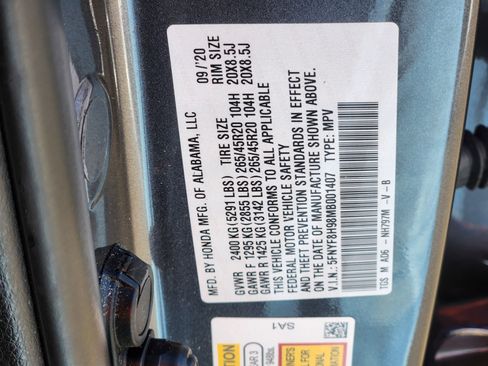 MFD. BY HONDA MFG. OF ALABAMA, LLC 09/'20
TIRE SIZE RIM SIZE
GVWR 2400 KG(5291 LBS)
GAWR F 1295 KG(2855 LBS) 265/45R20 104H 20X8.5J
GAWR R 1425 KG(3142 LBS) 265/45R20 104H 20X8.5J
THIS VEHICLE CONFORMS TO ALL APPLICABLE
FEDERAL MOTOR VEHICLE SAFETY
AND THEFT PREVENTION STANDARDS IN EFFECT
ON THE DATE OF MANUFACTURE SHOWN ABOVE.
V.I.N.: 5FNYF8H98MB001407 TYPE: MPV
TGS M AD6 -NH797M -V -B
SA1